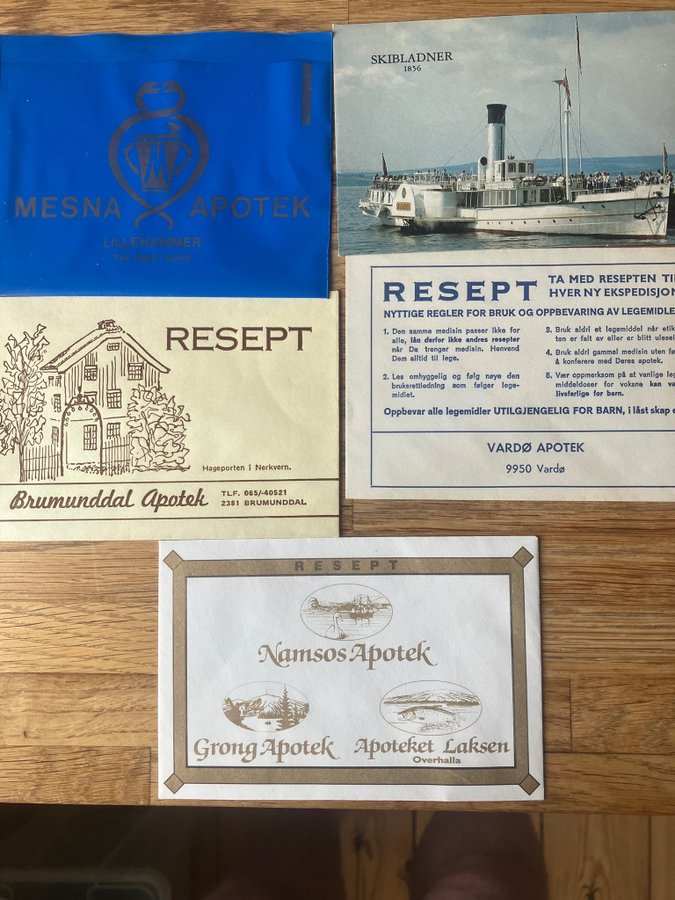 MESNA APOTEK
LILLEHAMMER
SKIBLADNER
1856
RESEPT
Hageporten i Nerkvern.
Brumunddal Apotek
TLF. 065/-40521
2381 BRUMUNDDAL
RESEPT
TA MED RESEPTEN
HVER NY EKSPEDISJON
NYTTIGE REGLER FOR BRUK OG OPPBEVARING AV LEGEMIDLE
1. Den samme medisin passer ikke for
alle, lån derfor ikke andres resepter
når De trenger medisin. Henvend
Dem alltid til lege.
2. Les omhyggelig og følg nøye den
bruksrettledning som følger lege-
midlet.
3. Bruk aldri et legemiddel når etik
ten er falt av eller er blitt ulesel
4. Bruk aldri gammel medisin uten fø
å konferere med Deres apotek.
5. Vær oppmerksom på at vanlige leg
middeldoser for voksne kan va
livsfarlige for barn.
Oppbevar alle legemidler UTILGJENGELIG FOR BARN, i låst skap e
VARDØ APOTEK
9950 Vardø
RESEPT
Namsos Apotek
Grong Apotek
Apoteket Laksen
Overhalla